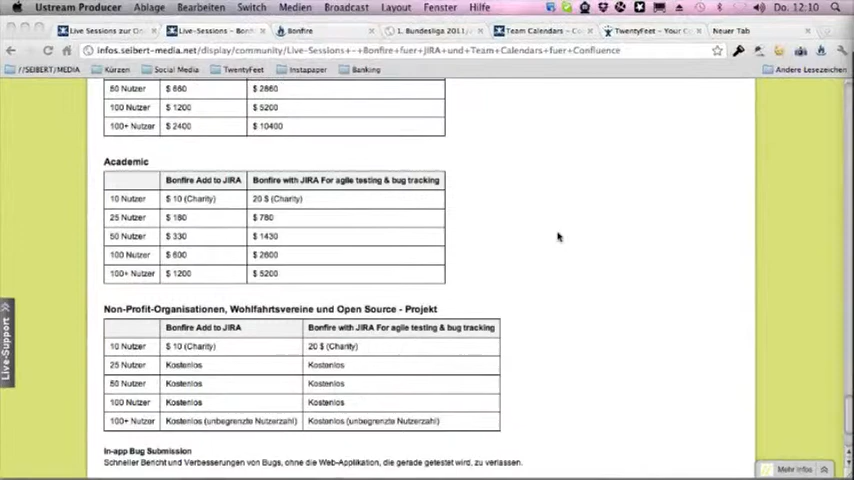 Ustream Producer Ablage Bearbeiten Switch Medien Broadcast Layout Fenster Hilfe Do. 12:10
Live Sessions zur On Live-Sessions - Bonf Bonfire 1. Bundesliga 2011/ Team Calendars - Co TwentyFeet - Your O Neuer Tab
infos.seibert-media.net/display/community/Live-Sessions+-+Bonfire+fuer+JIRA+und+Team+Calendars+fuer+Confluence
//SEIBERT/MEDIA Kürzen Social Media TwentyFeet Instapaper Banking Andere Lesezeichen
50 Nutzer $ 660 $ 2860
100 Nutzer $ 1200 $ 5200
100+ Nutzer $ 2400 $ 10400
Academic
Bonfire Add to JIRA Bonfire with JIRA For agile testing & bug tracking
10 Nutzer $ 10 (Charity) 20 $ (Charity)
25 Nutzer $ 180 $ 780
50 Nutzer $ 330 $ 1430
100 Nutzer $ 600 $ 2600
100+ Nutzer $ 1200 $ 5200
Non-Profit-Organisationen, Wohlfahrtsvereine und Open Source - Projekt
Bonfire Add to JIRA Bonfire with JIRA For agile testing & bug tracking
10 Nutzer $ 10 (Charity) 20 $ (Charity)
25 Nutzer Kostenlos Kostenlos
50 Nutzer Kostenlos Kostenlos
100 Nutzer Kostenlos Kostenlos
100+ Nutzer Kostenlos (unbegrenzte Nutzerzahl) Kostenlos (unbegrenzte Nutzerzahl)
In-app Bug Submission
Schneller Bericht und Verbesserungen von Bugs, ohne die Web-Applikation, die gerade getestet wird, zu verlassen.
Live-Support
Mehr Infos